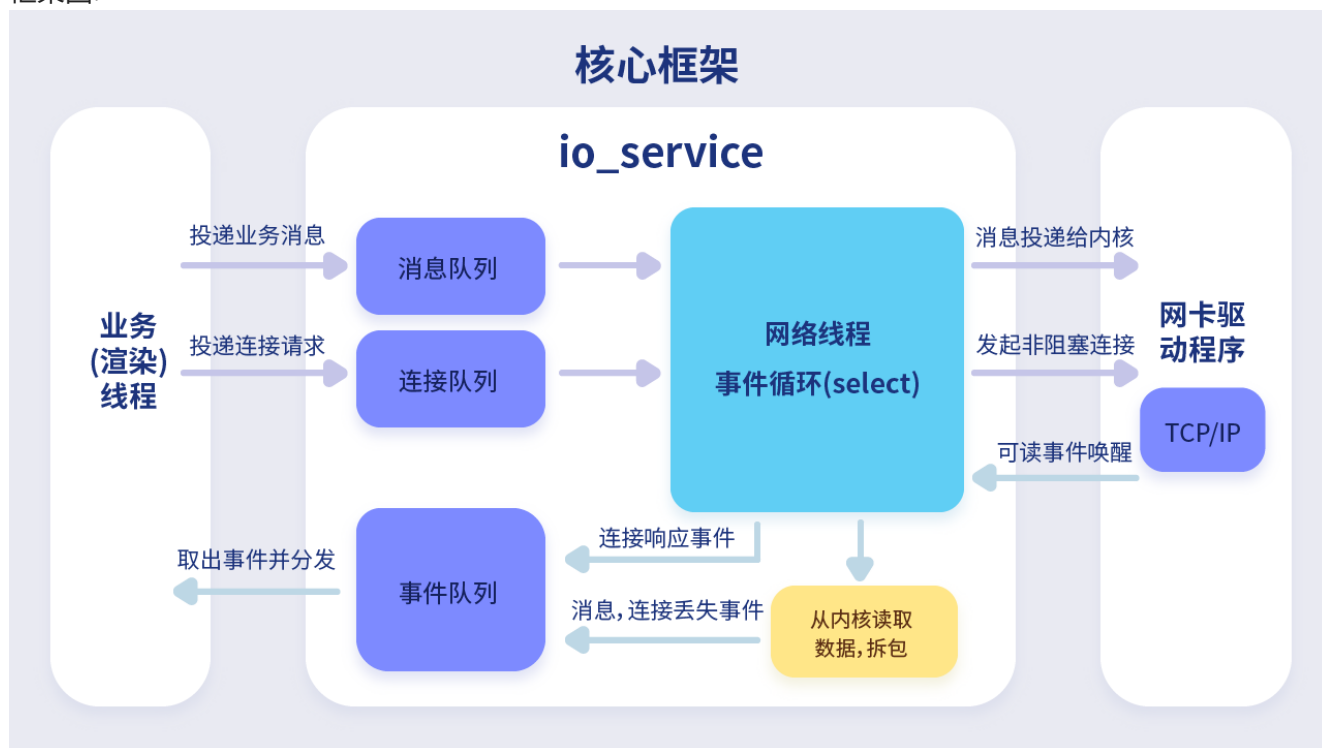 核心框架
io_service
投递业务消息
消息队列
消息投递给内核
业务
(渲染)
线程
投递连接请求
连接队列
网络线程
事件循环(select)
发起非阻塞连接
网卡驱
动程序
TCP/IP
可读事件唤醒
连接响应事件
取出事件并分发
事件队列
消息,连接丢失事件
从内核读取
数据,拆包